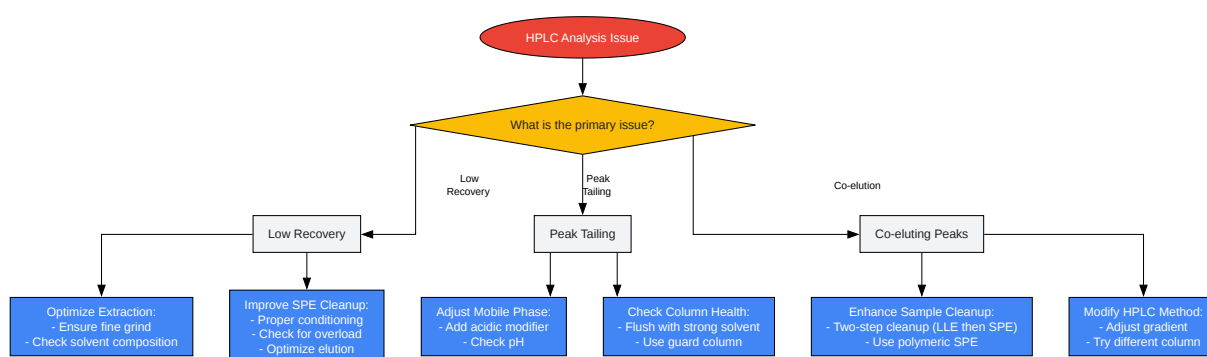 HPLC Analysis Issue
What is the primary issue?
Low
Recovery
Peak
Tailing
Co-elution
Low Recovery
Peak Tailing
Co-eluting Peaks
Optimize Extraction:
- Ensure fine grind
- Check solvent composition
Improve SPE Cleanup:
- Proper conditioning
- Check for overload
- Optimize elution
Adjust Mobile Phase:
- Add acidic modifier
- Check pH
Check Column Health:
- Flush with strong solvent
- Use guard column
Enhance Sample Cleanup:
- Two-step cleanup (LLE then SPE)
- Use polymeric SPE
Modify HPLC Method:
- Adjust gradient
- Try different column